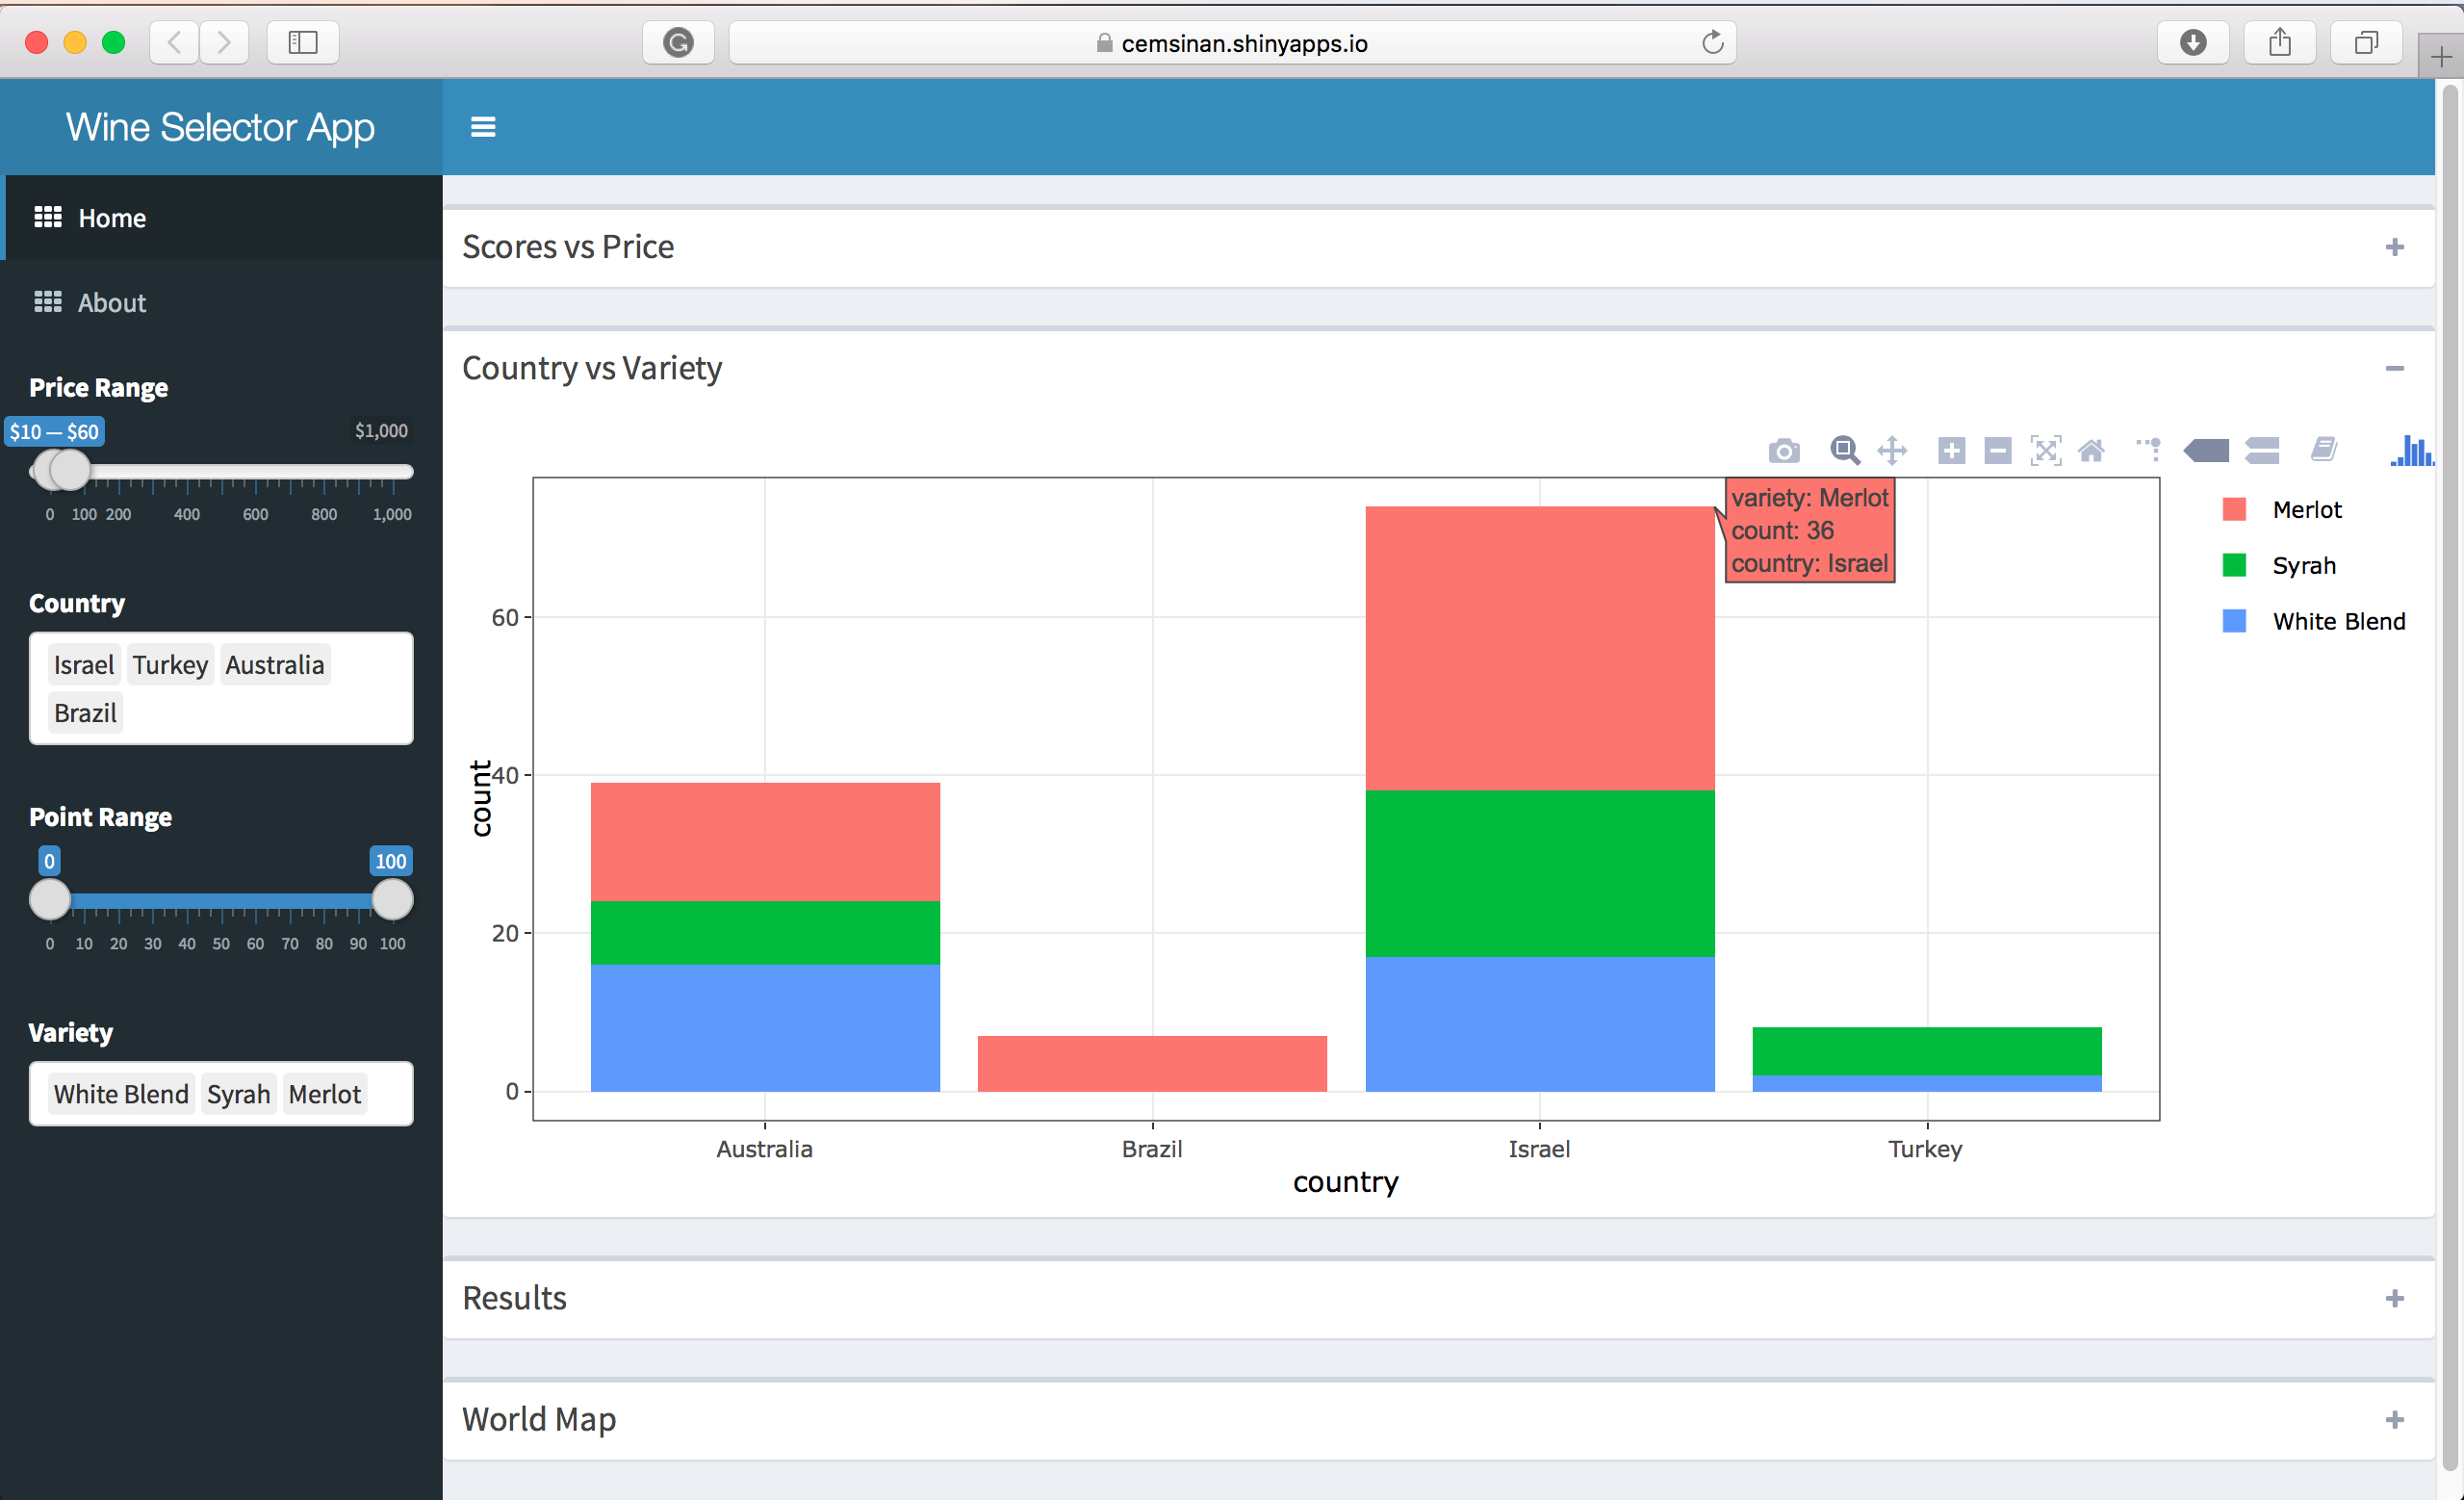 cemsinan.shinyapps.io
Wine Selector App
Home
About
Price Range
$10 — $60 $1,000
0 100 200 400 600 800 1,000
Country
Israel Turkey Australia
Brazil
Point Range
0 100
0 10 20 30 40 50 60 70 80 90 100
Variety
White Blend Syrah Merlot
Scores vs Price
Country vs Variety
variety: Merlot
count: 36
country: Israel
Merlot
Syrah
White Blend
count
60
40
20
0
Australia Brazil Israel Turkey
country
Results
World Map